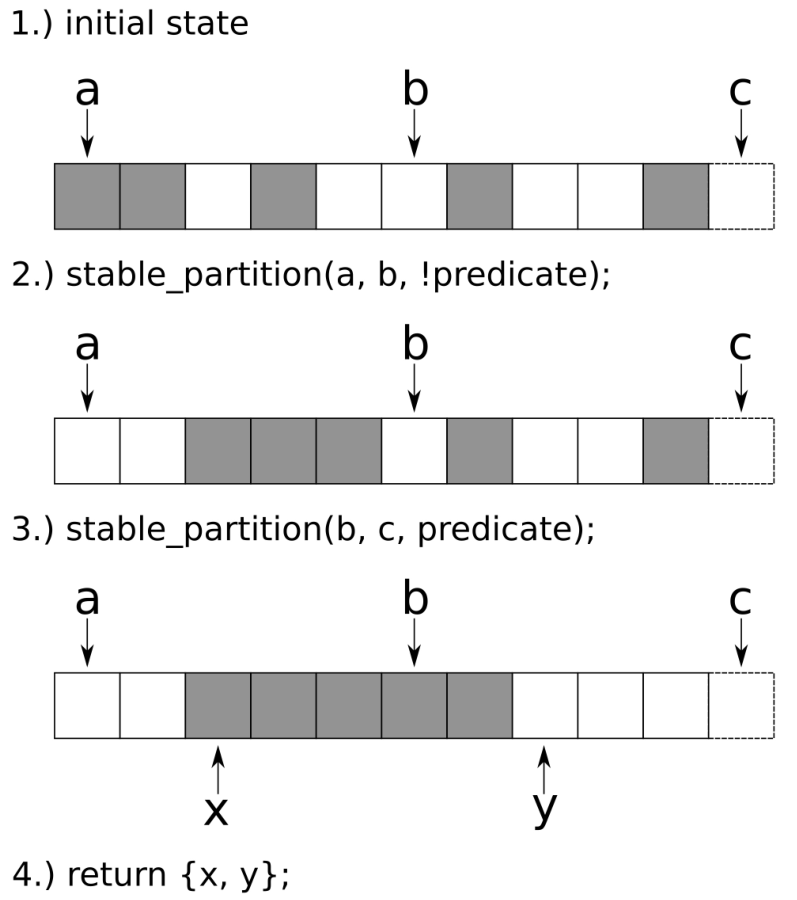 1.) initial state
a b c
2.) stable_partition(a, b, !predicate);
a b c
3.) stable_partition(b, c, predicate);
a b c
x y
4.) return {x, y};